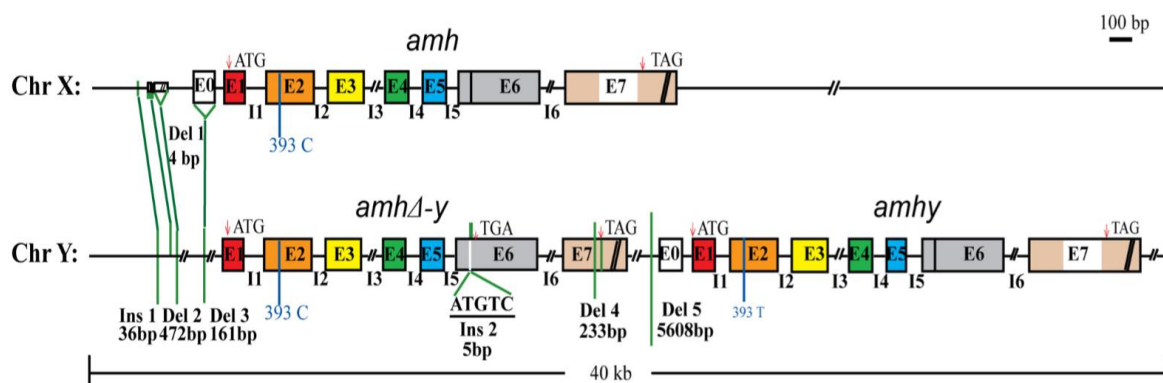 100 bp
amh
Chr X:
ATG
TAG
E0 E1 E2 E3 E4 E5 E6 E7
I1 I2 I3 I4 I5 I6
Del 1
4 bp
393 C
amhΔ-y
amhy
Chr Y:
ATG
TGA
TAG
ATG
TAG
E1 E2 E3 E4 E5 E6 E7 E0 E1 E2 E3 E4 E5 E6 E7
I1 I2 I3 I4 I5 I6 I1 I2 I3 I4 I5 I6
393 C
ATGTC
393 T
Ins 1 Del 2 Del 3
36bp 472bp 161bp
Ins 2
5bp
Del 4
233bp
Del 5
5608bp
40 kb